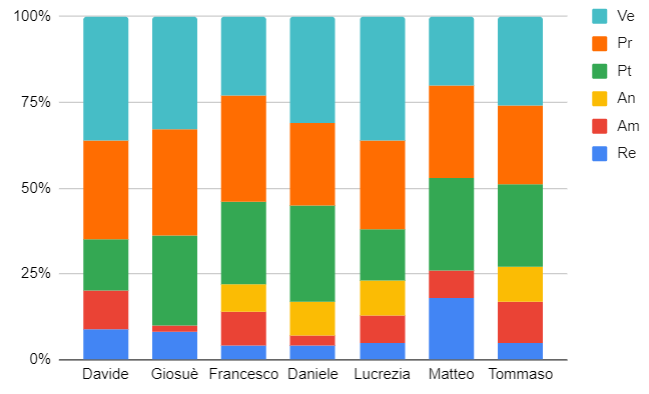 100%
75%
50%
25%
0%
Davide
Giosuè
Francesco
Daniele
Lucrezia
Matteo
Tommaso
Ve
Pr
Pt
An
Am
Re